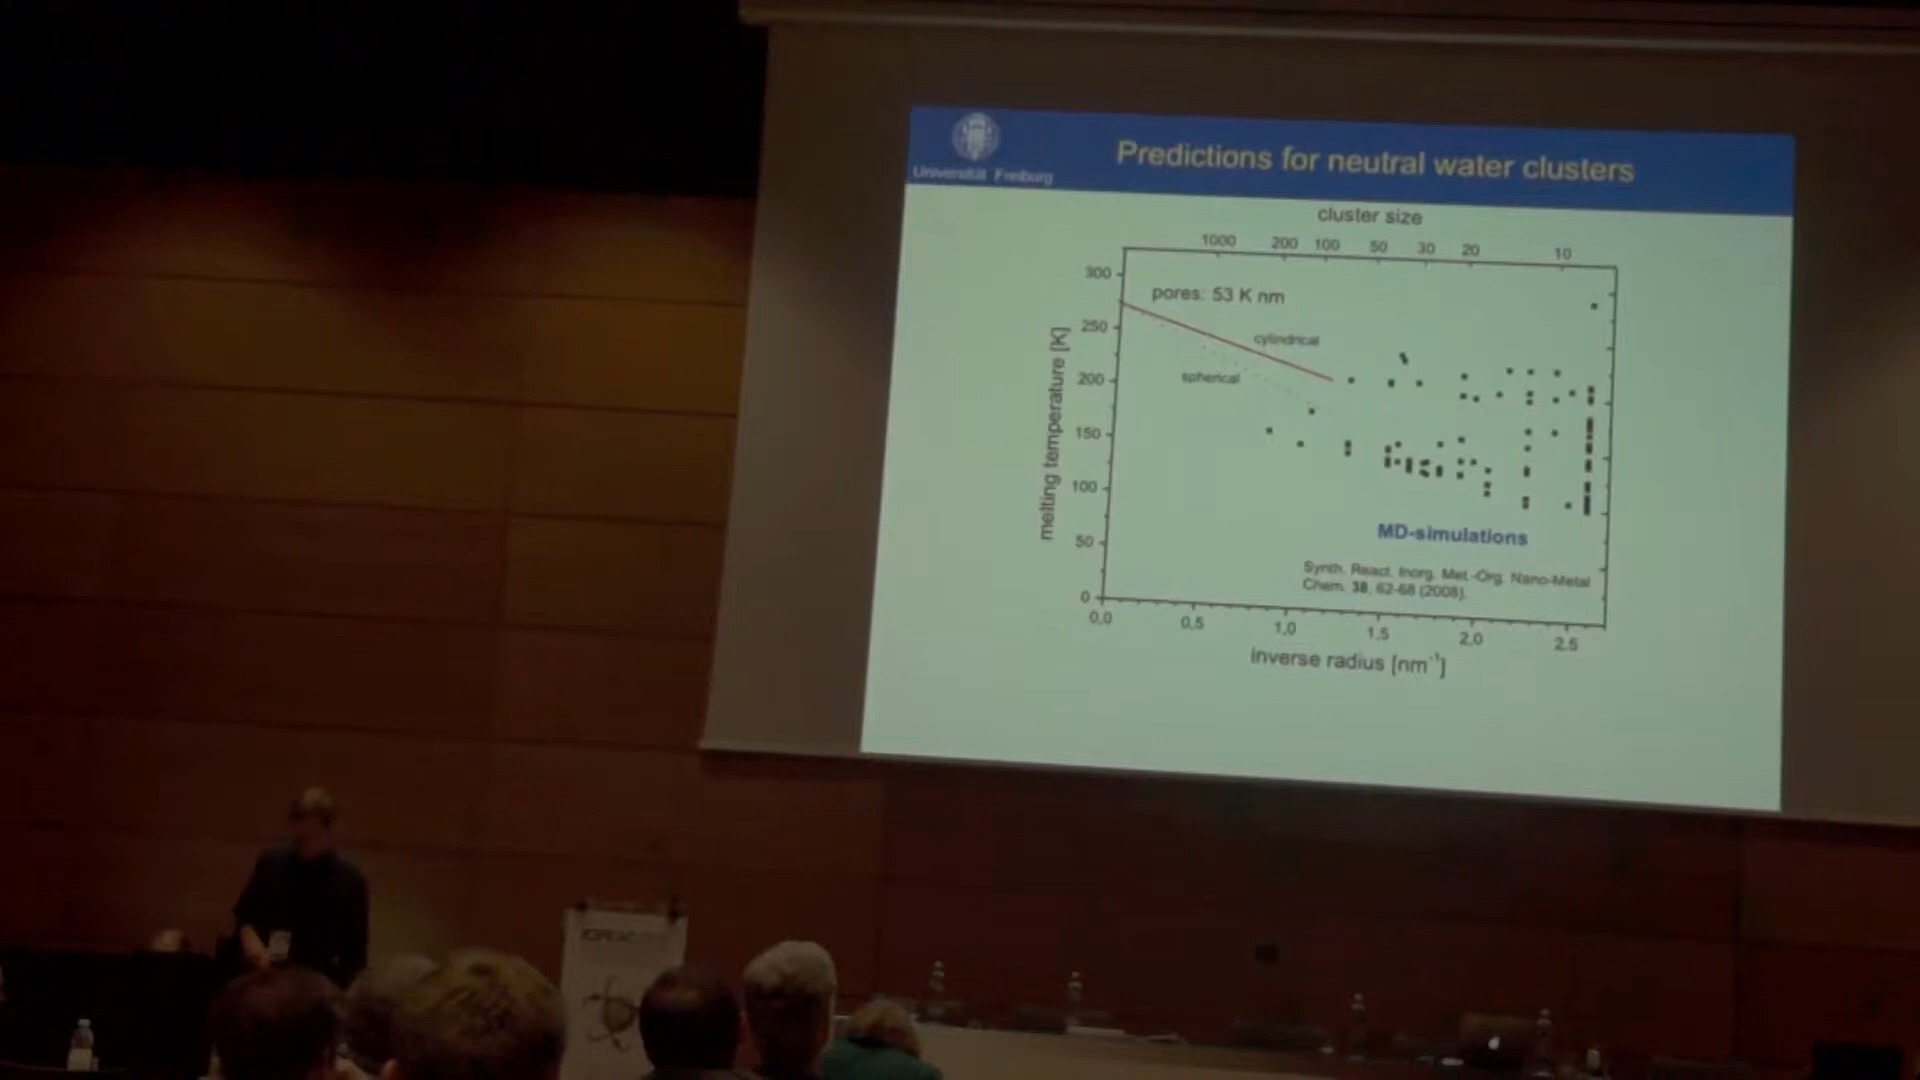 Universität Freiburg
Predictions for neutral water clusters
cluster size
1000 200 100 50 30 20 10
300
pores: 53 K nm
250
cylindrical
200
spherical
150
100
50
0
melting temperature [K]
MD-simulations
Synth. React. Inorg. Met.-Org. Nano-Metal
Chem. 38, 62-68 (2008).
0,0 0,5 1,0 1,5 2,0 2,5
inverse radius [nm⁻¹]